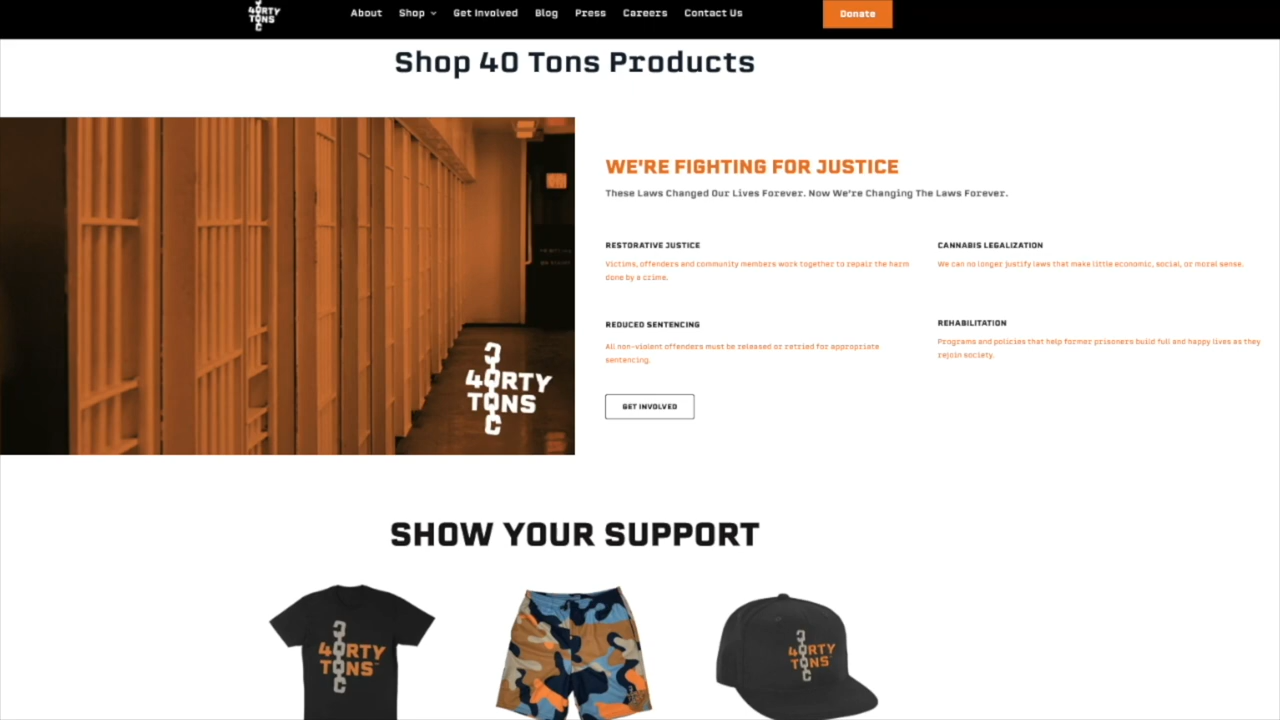 4ORTY
TONS
About Shop Get Involved Blog Press Careers Contact Us Donate
Shop 40 Tons Products
WE'RE FIGHTING FOR JUSTICE
These Laws Changed Our Lives Forever. Now We're Changing The Laws Forever.
RESTORATIVE JUSTICE
Victims, offenders and community members work together to repair the harm
done by a crime.
CANNABIS LEGALIZATION
We can no longer justify laws that make little economic, social, or moral sense.
REDUCED SENTENCING
All non-violent offenders must be released or retried for appropriate
sentencing.
REHABILITATION
Programs and policies that help former prisoners build full and happy lives as they
rejoin society.
GET INVOLVED
4ORTY
TONS
SHOW YOUR SUPPORT
4ORTY
TONS
4ORTY
TONS